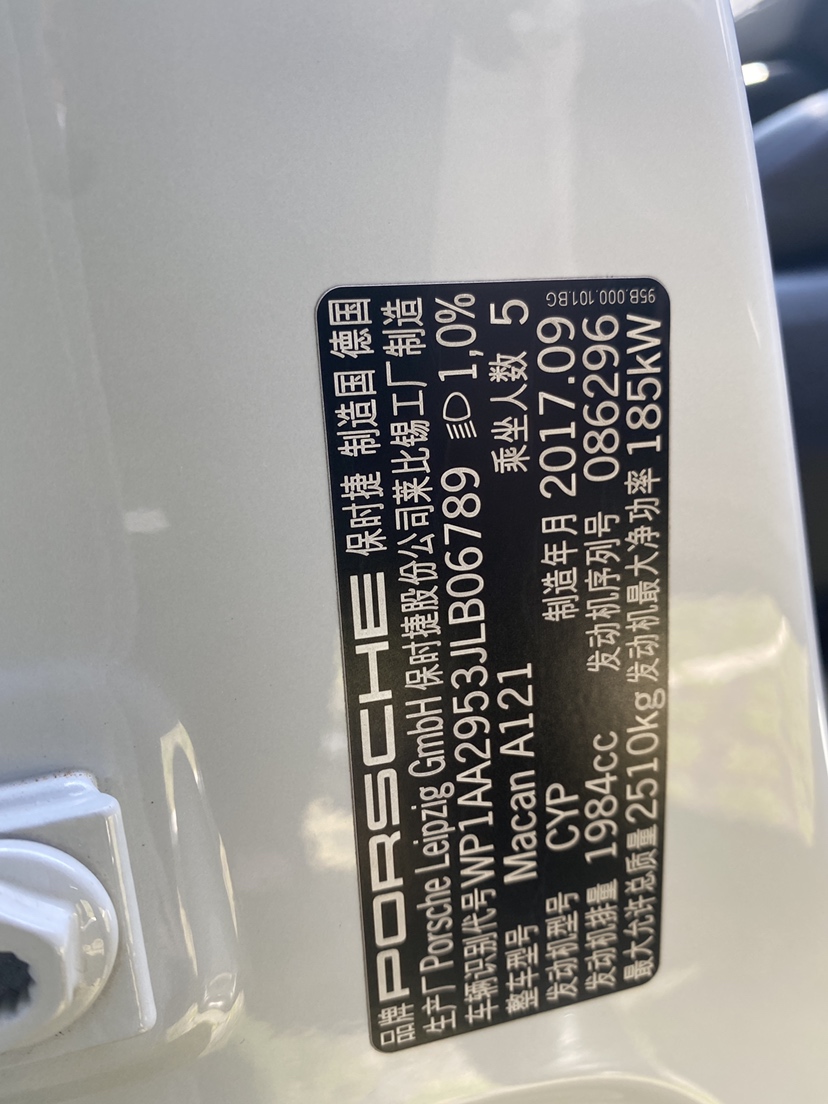 品牌 PORSCHE 保时捷 制造国 德国
生产厂 Porsche Leipzig GmbH 保时捷股份公司莱比锡工厂制造
车辆识别代号 WP1AA2953JLB06789 1,0%
整车型号 Macan A121 乘坐人数 5
发动机型号 CYP 制造年月 2017.09
发动机排量 1984cc 发动机序列号 086296
最大允许总质量 2510kg 发动机最大净功率 185kW
95B.000.101.BG